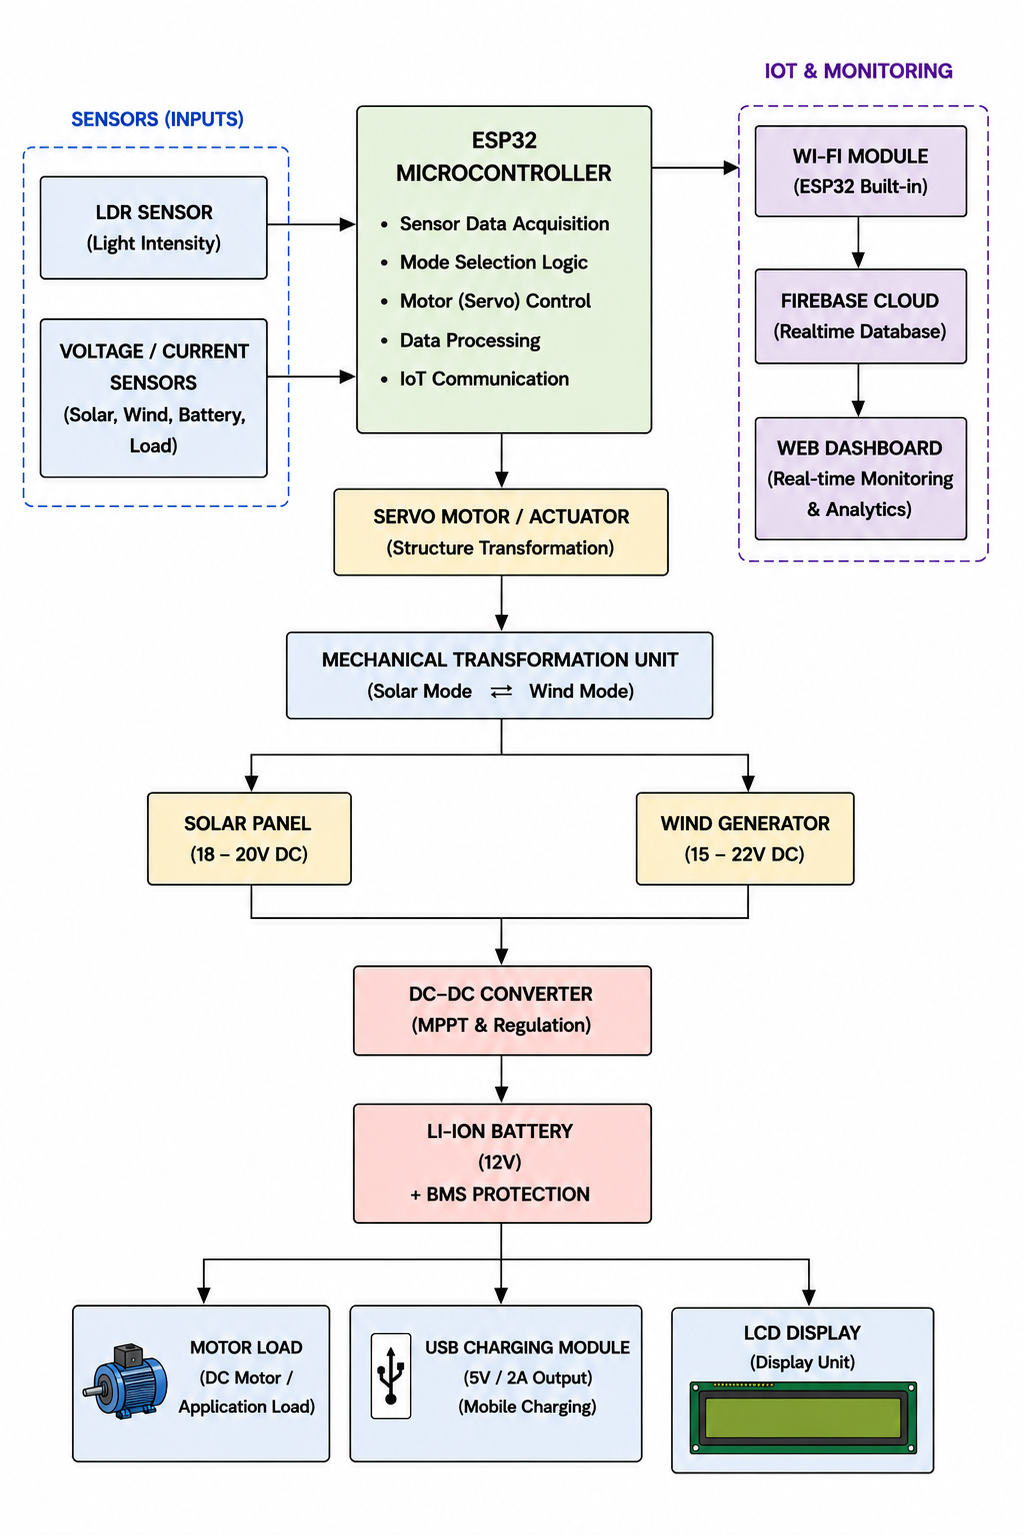 IOT & MONITORING
SENSORS (INPUTS)
ESP32
MICROCONTROLLER
• Sensor Data Acquisition
• Mode Selection Logic
• Motor (Servo) Control
• Data Processing
• IoT Communication
LDR SENSOR
(Light Intensity)
VOLTAGE / CURRENT
SENSORS
(Solar, Wind, Battery,
Load)
WI-FI MODULE
(ESP32 Built-in)
FIREBASE CLOUD
(Realtime Database)
WEB DASHBOARD
(Real-time Monitoring
& Analytics)
SERVO MOTOR / ACTUATOR
(Structure Transformation)
MECHANICAL TRANSFORMATION UNIT
(Solar Mode ⇄ Wind Mode)
SOLAR PANEL
(18 – 20V DC)
WIND GENERATOR
(15 – 22V DC)
DC–DC CONVERTER
(MPPT & Regulation)
LI-ION BATTERY
(12V)
+ BMS PROTECTION
MOTOR LOAD
(DC Motor /
Application Load)
USB CHARGING MODULE
(5V / 2A Output)
(Mobile Charging)
LCD DISPLAY
(Display Unit)